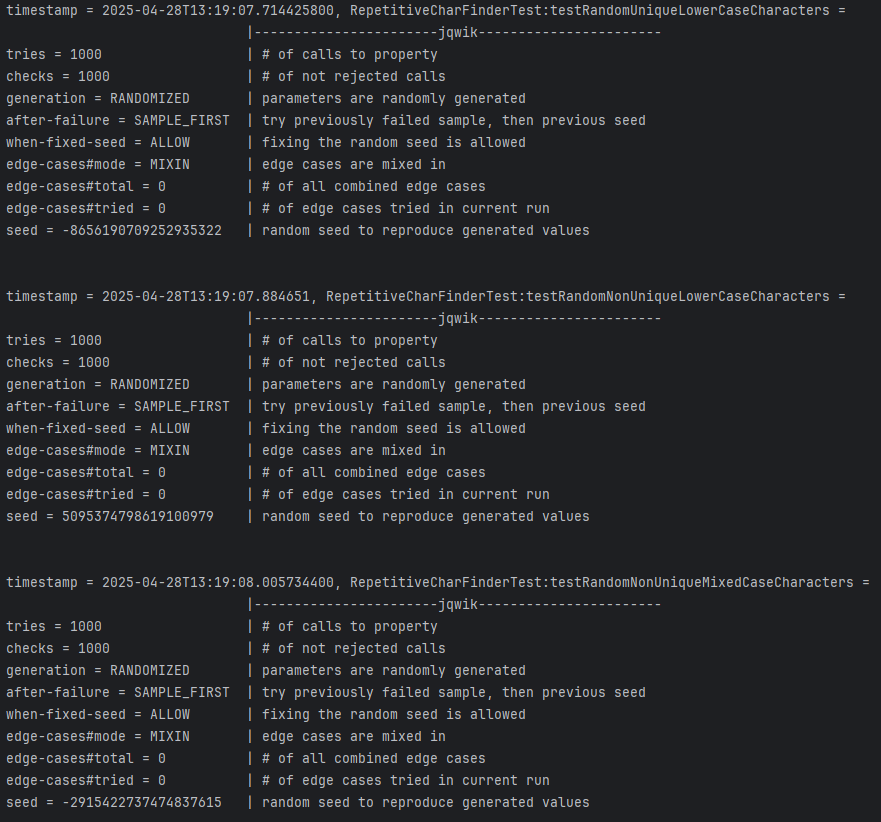 timestamp = 2025-04-28T13:19:07.714425800, RepetitiveCharFinderTest:testRandomUniqueLowerCaseCharacters =
                              |-----------------------jqwik-----------------------
tries = 1000                  | # of calls to property
checks = 1000                 | # of not rejected calls
generation = RANDOMIZED       | parameters are randomly generated
after-failure = SAMPLE_FIRST  | try previously failed sample, then previous seed
when-fixed-seed = ALLOW       | fixing the random seed is allowed
edge-cases#mode = MIXIN       | edge cases are mixed in
edge-cases#total = 0          | # of all combined edge cases
edge-cases#tried = 0          | # of edge cases tried in current run
seed = -8656190709252935322   | random seed to reproduce generated values
timestamp = 2025-04-28T13:19:07.884651, RepetitiveCharFinderTest:testRandomNonUniqueLowerCaseCharacters =
                              |-----------------------jqwik-----------------------
tries = 1000                  | # of calls to property
checks = 1000                 | # of not rejected calls
generation = RANDOMIZED       | parameters are randomly generated
after-failure = SAMPLE_FIRST  | try previously failed sample, then previous seed
when-fixed-seed = ALLOW       | fixing the random seed is allowed
edge-cases#mode = MIXIN       | edge cases are mixed in
edge-cases#total = 0          | # of all combined edge cases
edge-cases#tried = 0          | # of edge cases tried in current run
seed = 5095374798619100979    | random seed to reproduce generated values
timestamp = 2025-04-28T13:19:08.005734400, RepetitiveCharFinderTest:testRandomNonUniqueMixedCaseCharacters =
                              |-----------------------jqwik-----------------------
tries = 1000                  | # of calls to property
checks = 1000                 | # of not rejected calls
generation = RANDOMIZED       | parameters are randomly generated
after-failure = SAMPLE_FIRST  | try previously failed sample, then previous seed
when-fixed-seed = ALLOW       | fixing the random seed is allowed
edge-cases#mode = MIXIN       | edge cases are mixed in
edge-cases#total = 0          | # of all combined edge cases
edge-cases#tried = 0          | # of edge cases tried in current run
seed = -2915422737474837615   | random seed to reproduce generated values